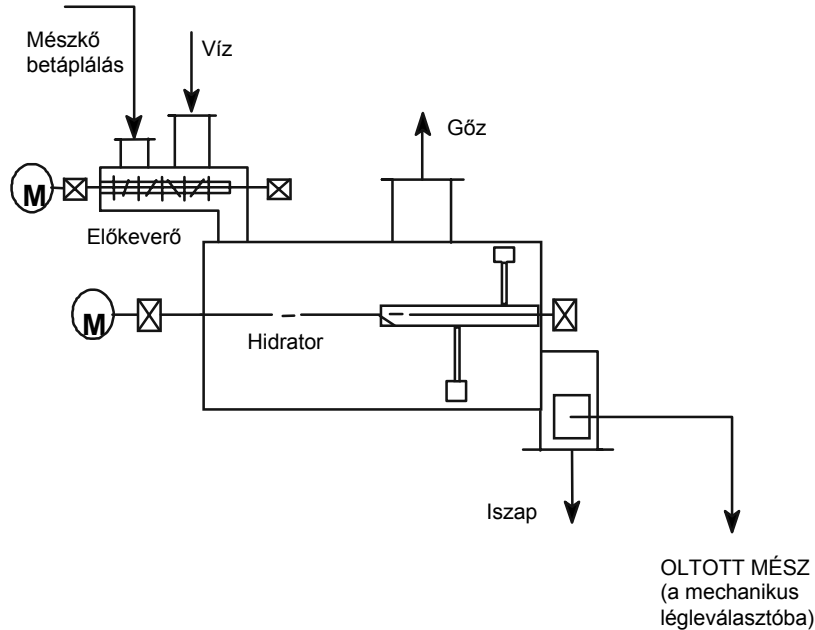 Mészkő
betáplálás
Víz
Gőz
M
Előkeverő
M
Hidrator
Iszap
OLTOTT MÉSZ
(a mechanikus
légleválasztóba)